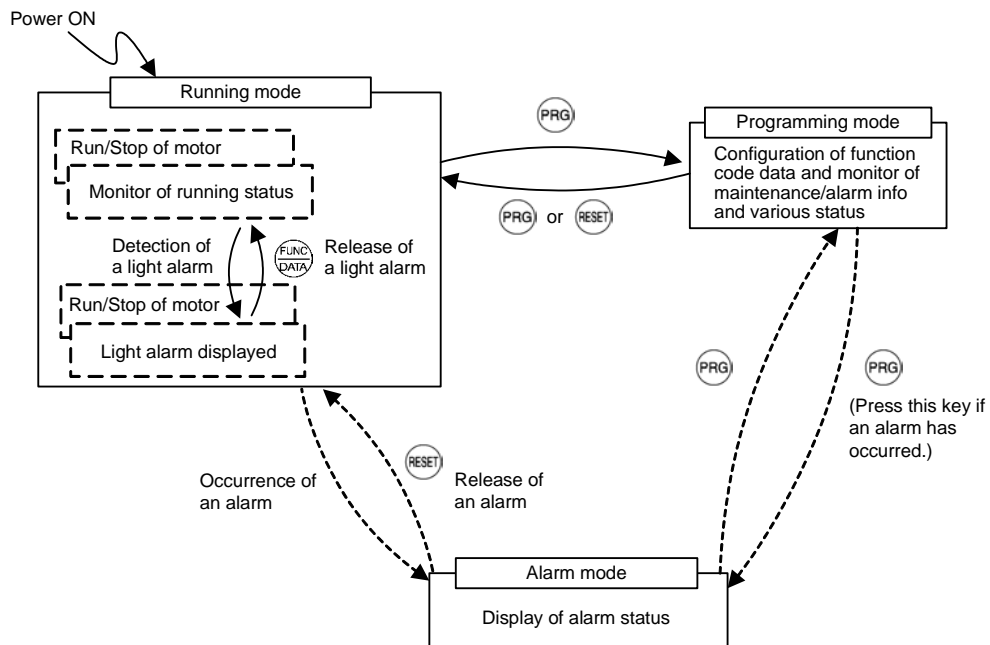 Power ON
Running mode
Run/Stop of motor
Monitor of running status
Detection of
a light alarm
FUNC
DATA
Release of
a light alarm
Run/Stop of motor
Light alarm displayed
PRG
PRG or RESET
Programming mode
Configuration of function
code data and monitor of
maintenance/alarm info
and various status
Occurrence of
an alarm
RESET
Release of
an alarm
PRG
PRG
(Press this key if
an alarm has
occurred.)
Alarm mode
Display of alarm status